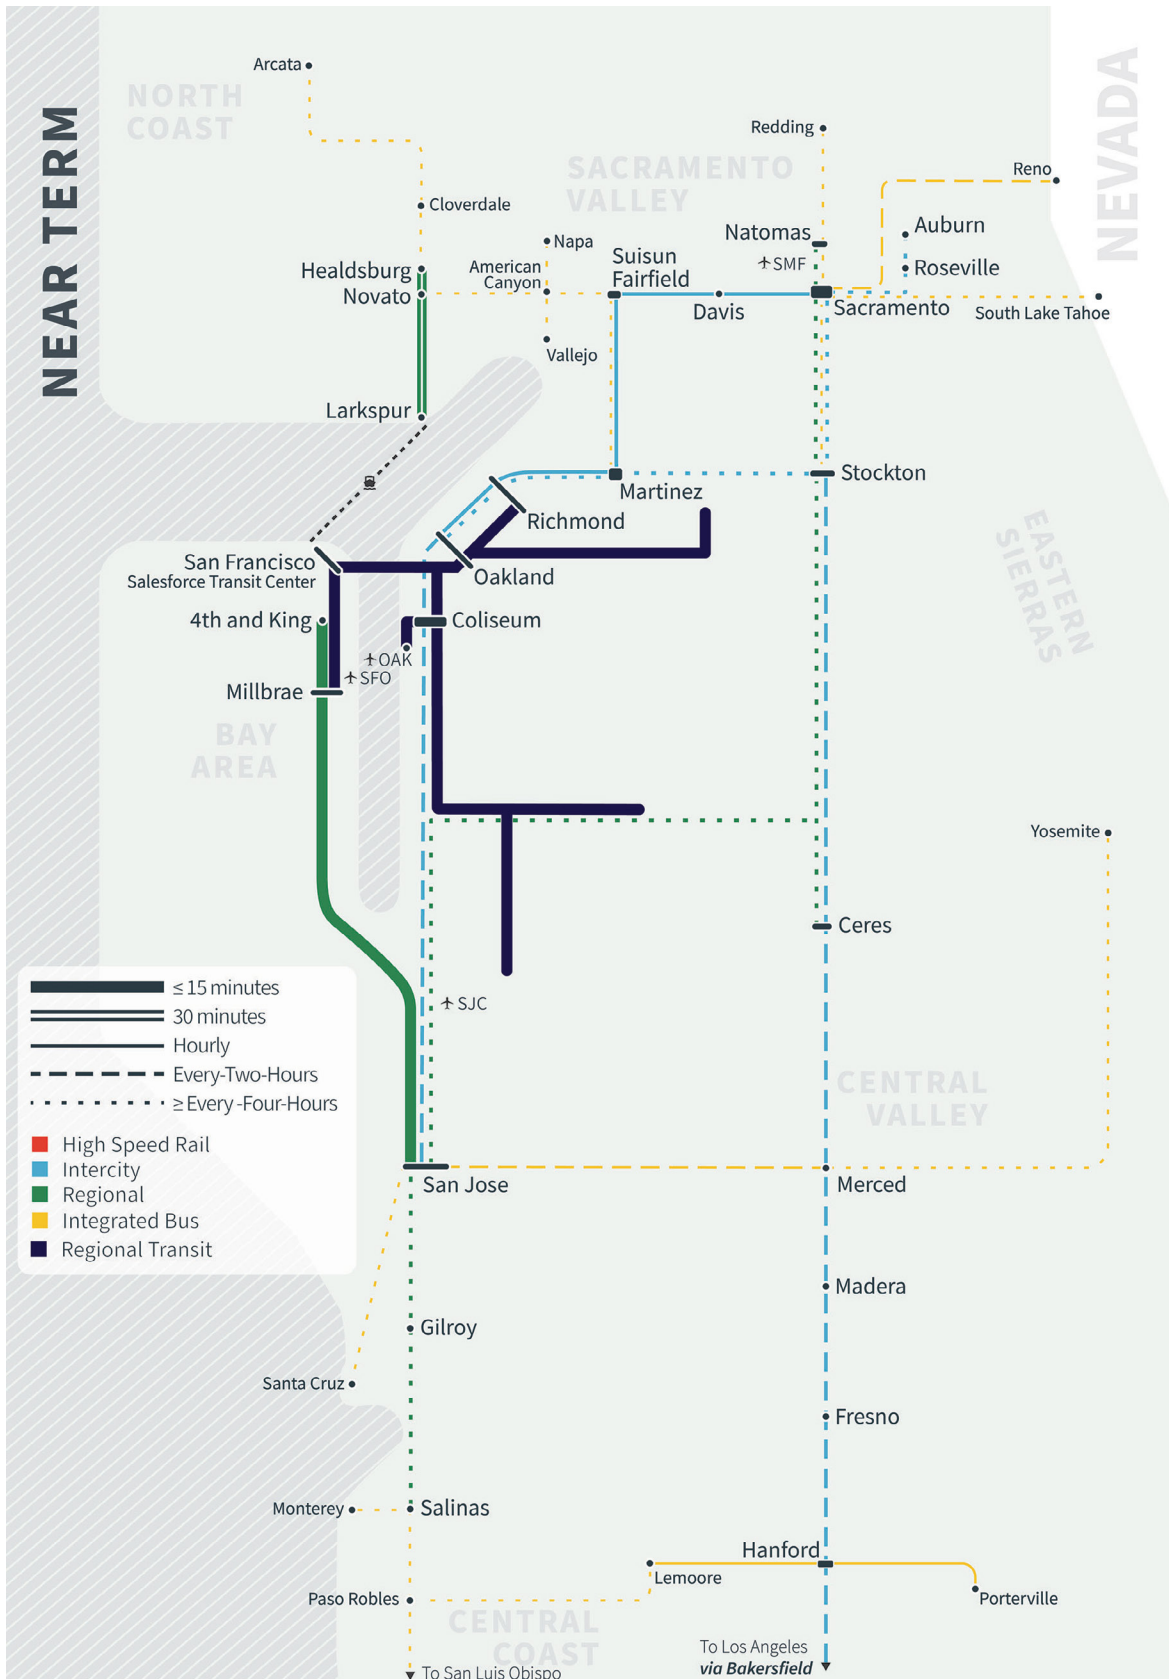 NEAR TERM
NEVADA
Arcata
NORTH
COAST
Redding
SACRAMENTO
VALLEY
Reno
Cloverdale
Auburn
Natomas
Napa
Suisun
Fairfield
SMF
Roseville
American
Canyon
Healdsburg
Novato
Davis
Sacramento
South Lake Tahoe
Vallejo
Larkspur
Stockton
Martinez
Richmond
EASTERN
SIERRAS
San Francisco
Salesforce Transit Center
Oakland
4th and King
Coliseum
OAK
SFO
Millbrae
BAY
AREA
Yosemite
Ceres
SJC
≤ 15 minutes
30 minutes
Hourly
Every-Two-Hours
≥ Every -Four-Hours
High Speed Rail
Intercity
Regional
Integrated Bus
Regional Transit
CENTRAL
VALLEY
San Jose
Merced
Madera
Gilroy
Santa Cruz
Fresno
Monterey
Salinas
Hanford
Lemoore
Paso Robles
Porterville
CENTRAL
COAST
To Los Angeles
via Bakersfield
To San Luis Obispo